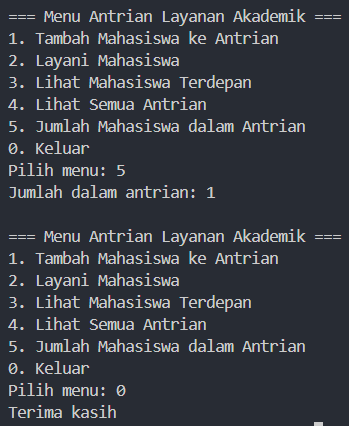 === Menu Antrian Layanan Akademik ===
1. Tambah Mahasiswa ke Antrian
2. Layani Mahasiswa
3. Lihat Mahasiswa Terdepan
4. Lihat Semua Antrian
5. Jumlah Mahasiswa dalam Antrian
0. Keluar
Pilih menu: 5
Jumlah dalam antrian: 1

=== Menu Antrian Layanan Akademik ===
1. Tambah Mahasiswa ke Antrian
2. Layani Mahasiswa
3. Lihat Mahasiswa Terdepan
4. Lihat Semua Antrian
5. Jumlah Mahasiswa dalam Antrian
0. Keluar
Pilih menu: 0
Terima kasih